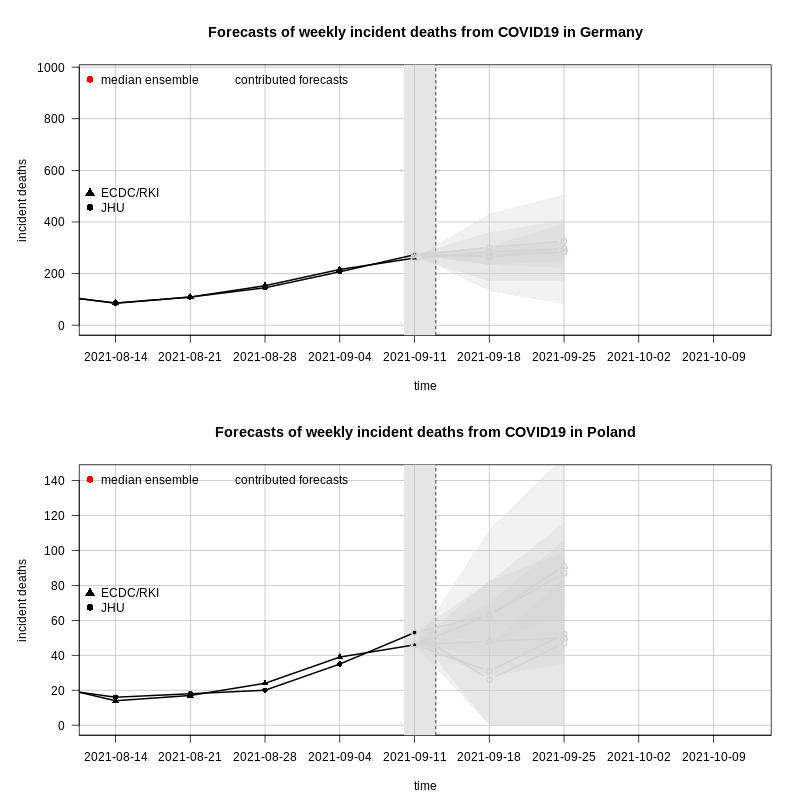 Forecasts of weekly incident deaths from COVID19 in Germany
1000
median ensemble contributed forecasts
800
600
ECDC/RKI
JHU
incident deaths
400
200
0
2021-08-14 2021-08-21 2021-08-28 2021-09-04 2021-09-11 2021-09-18 2021-09-25 2021-10-02 2021-10-09
time
Forecasts of weekly incident deaths from COVID19 in Poland
140
median ensemble contributed forecasts
120
100
80
ECDC/RKI
JHU
incident deaths
60
40
20
0
2021-08-14 2021-08-21 2021-08-28 2021-09-04 2021-09-11 2021-09-18 2021-09-25 2021-10-02 2021-10-09
time